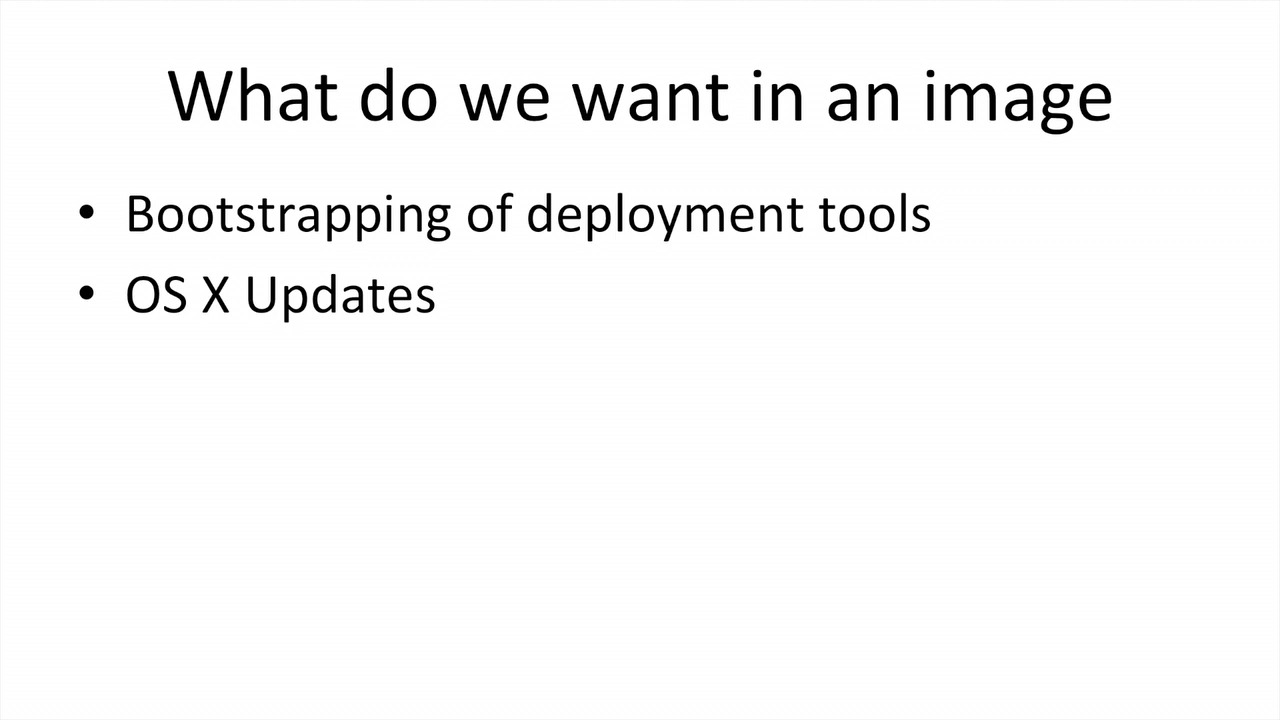 What do we want in an image
• Bootstrapping of deployment tools
• OS X Updates